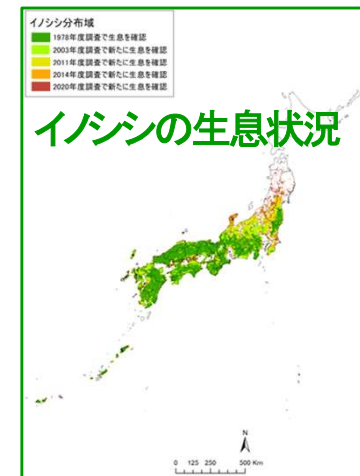 イノシシ分布域
1978年度調査で生息を確認
2003年度調査で新たに生息を確認
2011年度調査で新たに生息を確認
2014年度調査で新たに生息を確認
2020年度調査で新たに生息を確認
イノシシの生息状況
N
0 125 250 500 Km